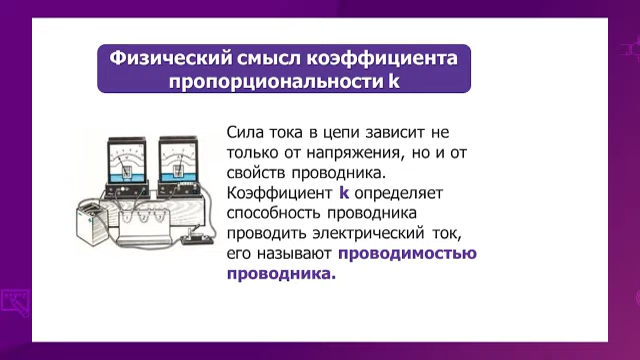 Физический смысл коэффициента
пропорциональности k
Сила тока в цепи зависит не
только от напряжения, но и от
свойств проводника.
Коэффициент k определяет
способность проводника
проводить электрический ток,
его называют проводимостью
проводника.